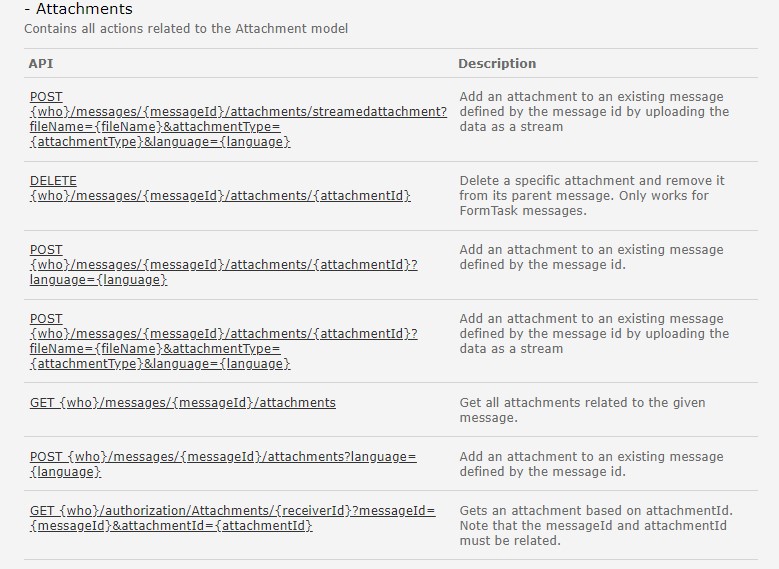 - Attachments
Contains all actions related to the Attachment model
API
Description
POST
{who}/messages/{messageId}/attachments/streamedattachment?
fileName={fileName}&attachmentType=
{attachmentType}&language={language}
Add an attachment to an existing message
defined by the message id by uploading the
data as a stream
DELETE
{who}/messages/{messageId}/attachments/{attachmentId}
Delete a specific attachment and remove it
from its parent message. Only works for
FormTask messages.
POST
{who}/messages/{messageId}/attachments/{attachmentId}?
language={language}
Add an attachment to an existing message
defined by the message id.
POST
{who}/messages/{messageId}/attachments/{attachmentId}?
fileName={fileName}&attachmentType=
{attachmentType}&language={language}
Add an attachment to an existing message
defined by the message id by uploading the
data as a stream
GET {who}/messages/{messageId}/attachments
Get all attachments related to the given
message.
POST {who}/messages/{messageId}/attachments?language=
{language}
Add an attachment to an existing message
defined by the message id.
GET {who}/authorization/Attachments/{receiverId}?messageId=
{messageId}&attachmentId={attachmentId}
Gets an attachment based on attachmentId.
Note that the messageId and attachmentId
must be related.